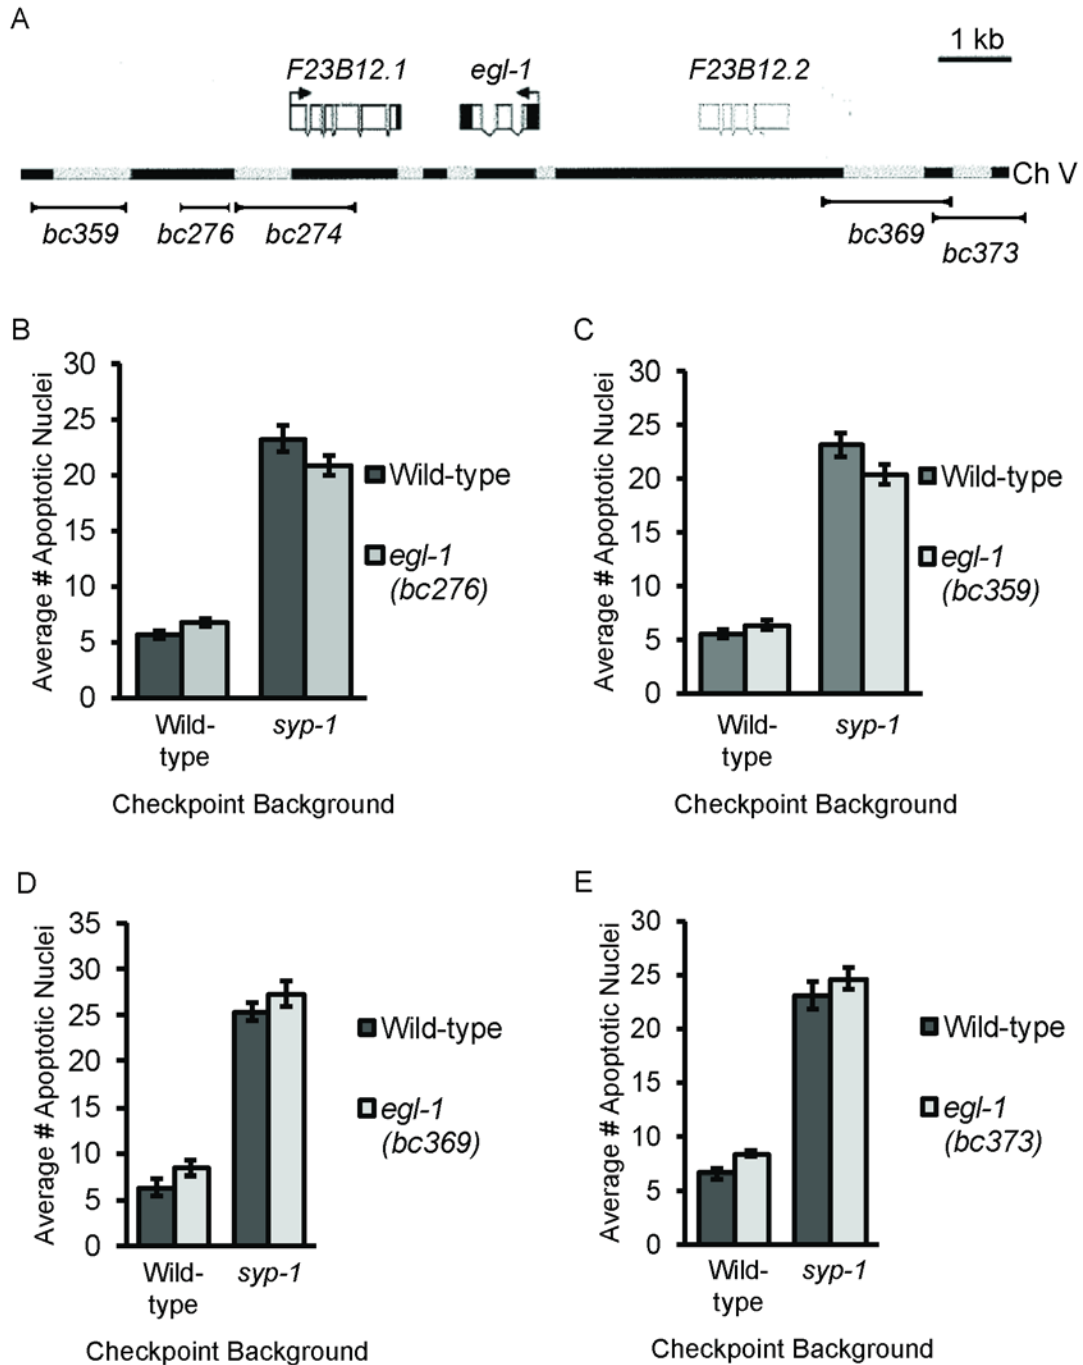 A
1 kb
F23B12.1
egl-1
F23B12.2
Ch V
bc359
bc276
bc274
bc369
bc373
B
Average # Apoptotic Nuclei
30
25
20
15
10
5
0
Wild-type
egl-1
(bc276)
Wild-
type
syp-1
Checkpoint Background
C
Average # Apoptotic Nuclei
30
25
20
15
10
5
0
Wild-type
egl-1
(bc359)
Wild-
type
syp-1
Checkpoint Background
D
Average # Apoptotic Nuclei
35
30
25
20
15
10
5
0
Wild-type
egl-1
(bc369)
Wild-
type
syp-1
Checkpoint Background
E
Average # Apoptotic Nuclei
30
25
20
15
10
5
0
Wild-type
egl-1
(bc373)
Wild-
type
syp-1
Checkpoint Background